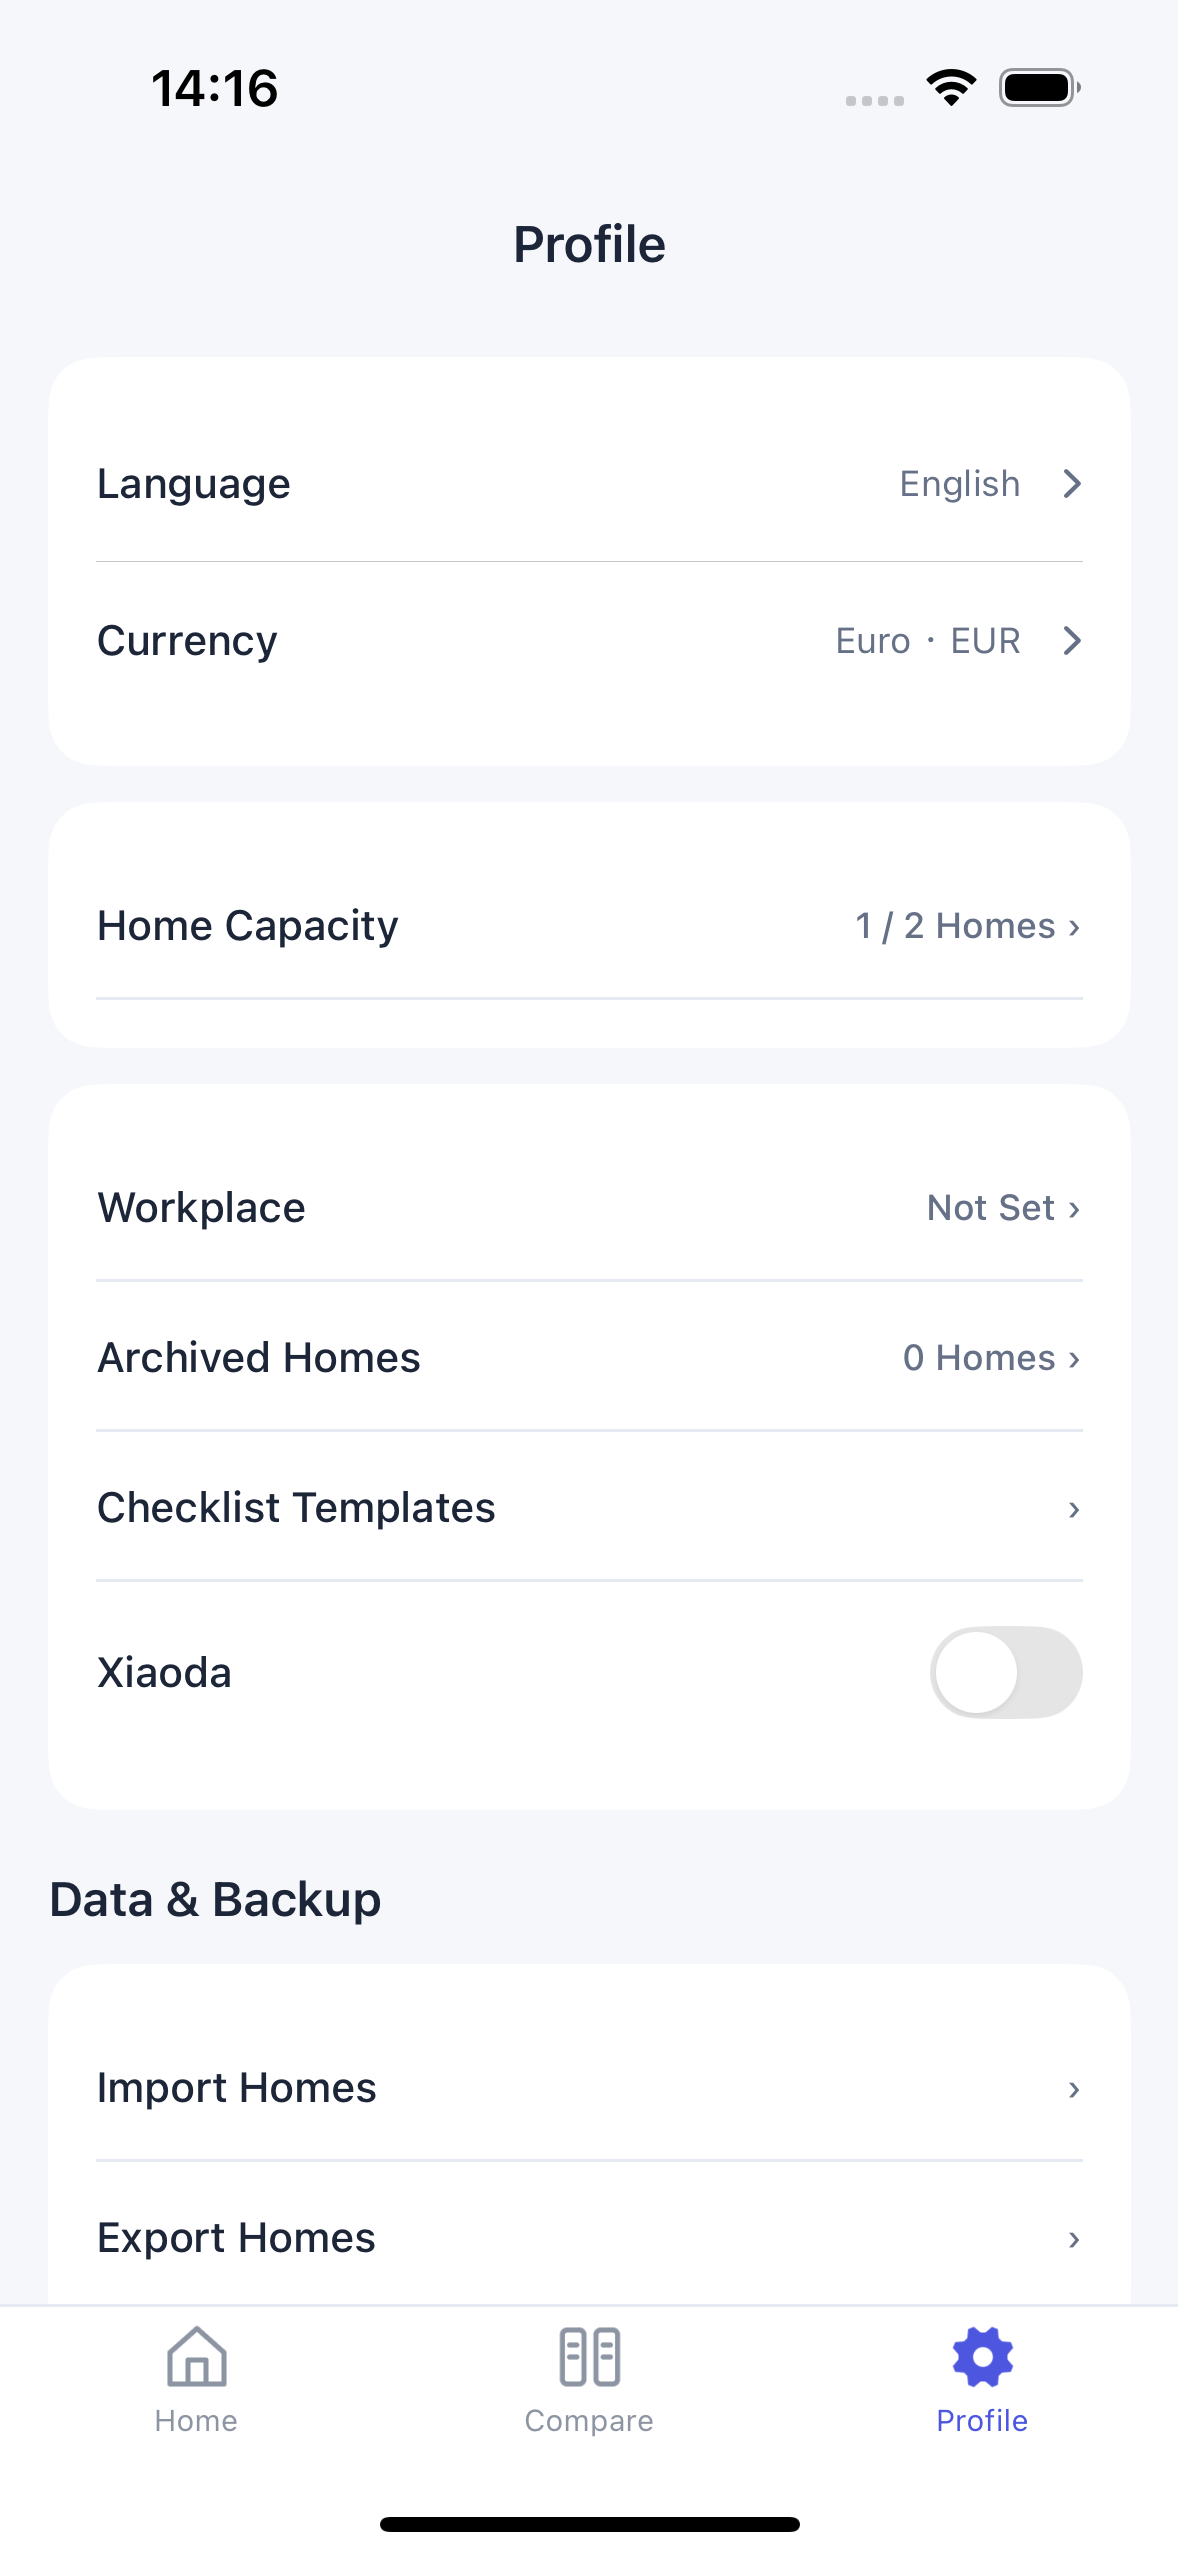 14:16
Profile
Language English
Currency Euro · EUR
Home Capacity 1 / 2 Homes ›
Workplace Not Set ›
Archived Homes 0 Homes ›
Checklist Templates ›
Xiaoda
Data & Backup
Import Homes ›
Export Homes ›
Home Compare Profile